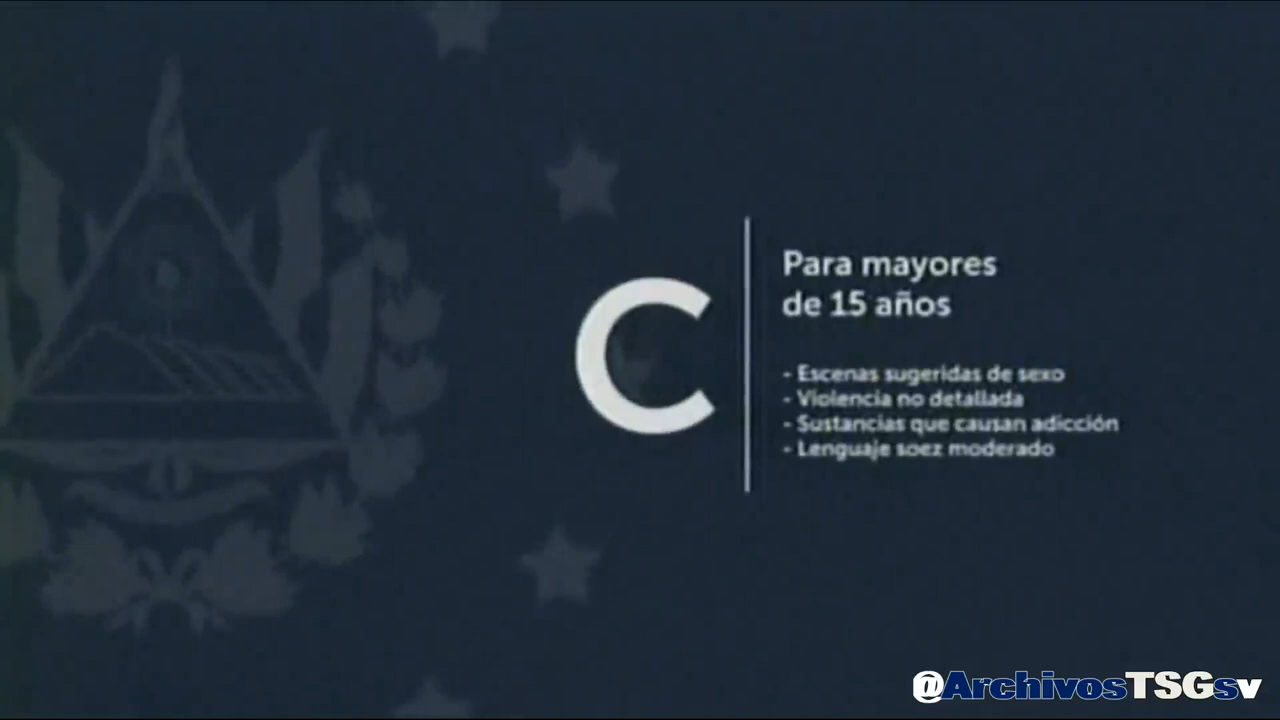 C
Para mayores
de 15 años
- Escenas sugeridas de sexo
- Violencia no detallada
- Sustancias que causan adicción
- Lenguaje soez moderado
@ArchivosTSGsv